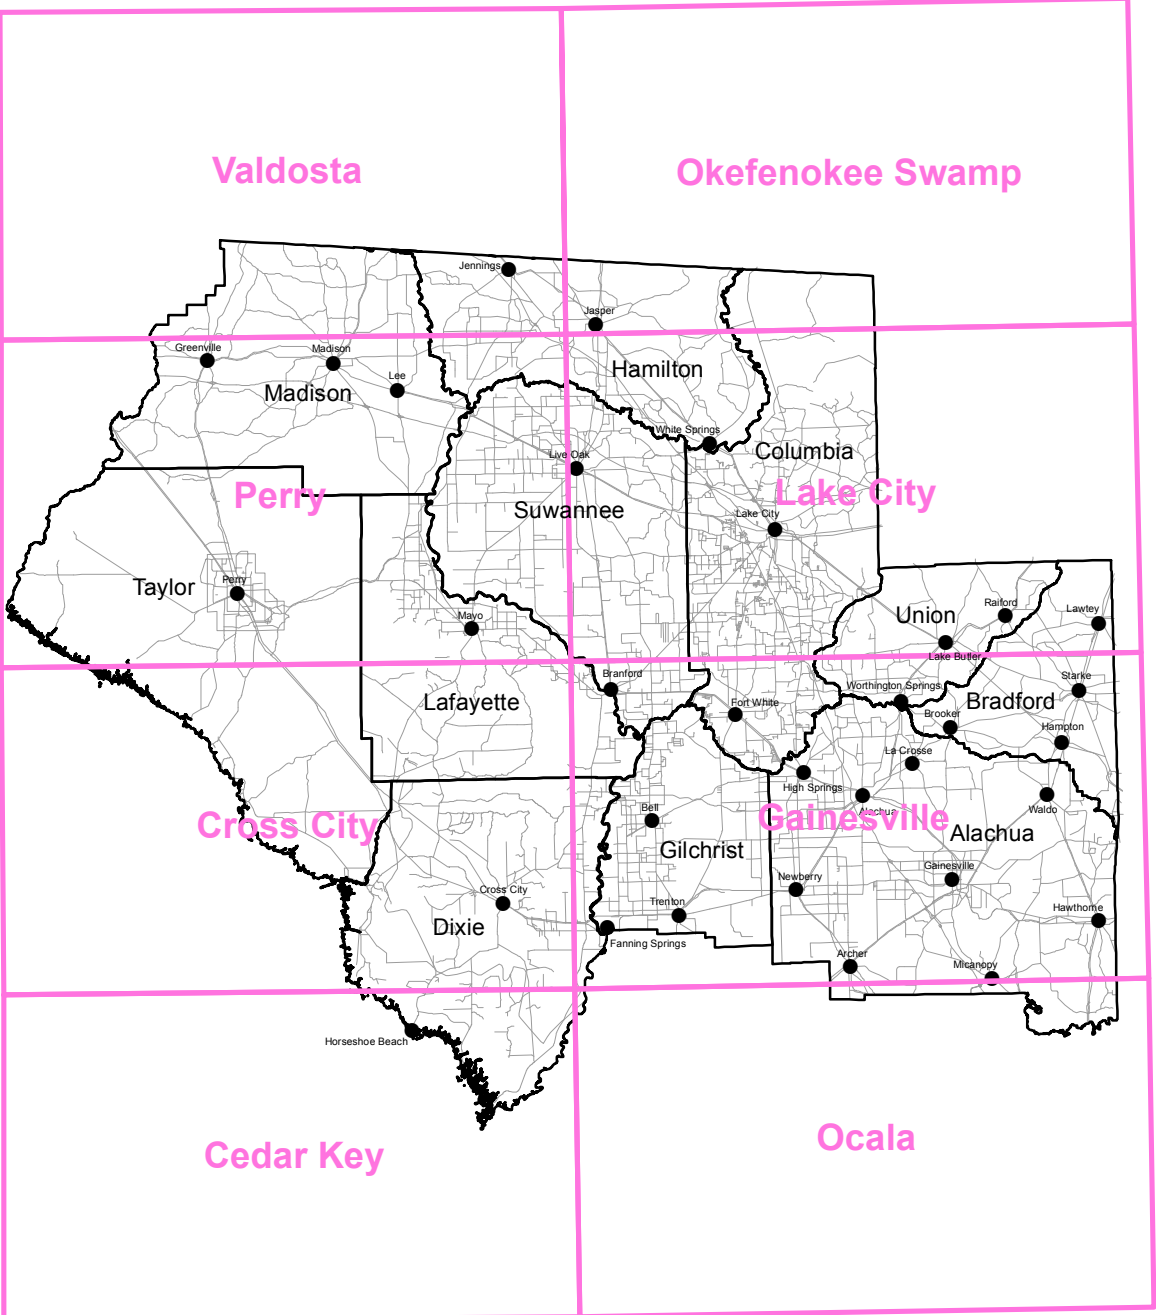 Valdosta
Okefenokee Swamp
Jennings
Jasper
Greenville
Madison
Hamilton
Lee
Madison
White Springs
Columbia
Live Oak
Perry
Lake City
Suwannee
Lake City
Perry
Taylor
Raiford
Lawtey
Union
Mayo
Lake Butler
Branford
Starke
Worthington Springs
Lafayette
Fort White
Bradford
Brooker
Hampton
La Crosse
High Springs
Bell
Alachua
Waldo
Cross City
Gainesville
Alachua
Gilchrist
Gainesville
Newberry
Cross City
Trenton
Hawthorne
Dixie
Fanning Springs
Archer
Micanopy
Horseshoe Beach
Cedar Key
Ocala